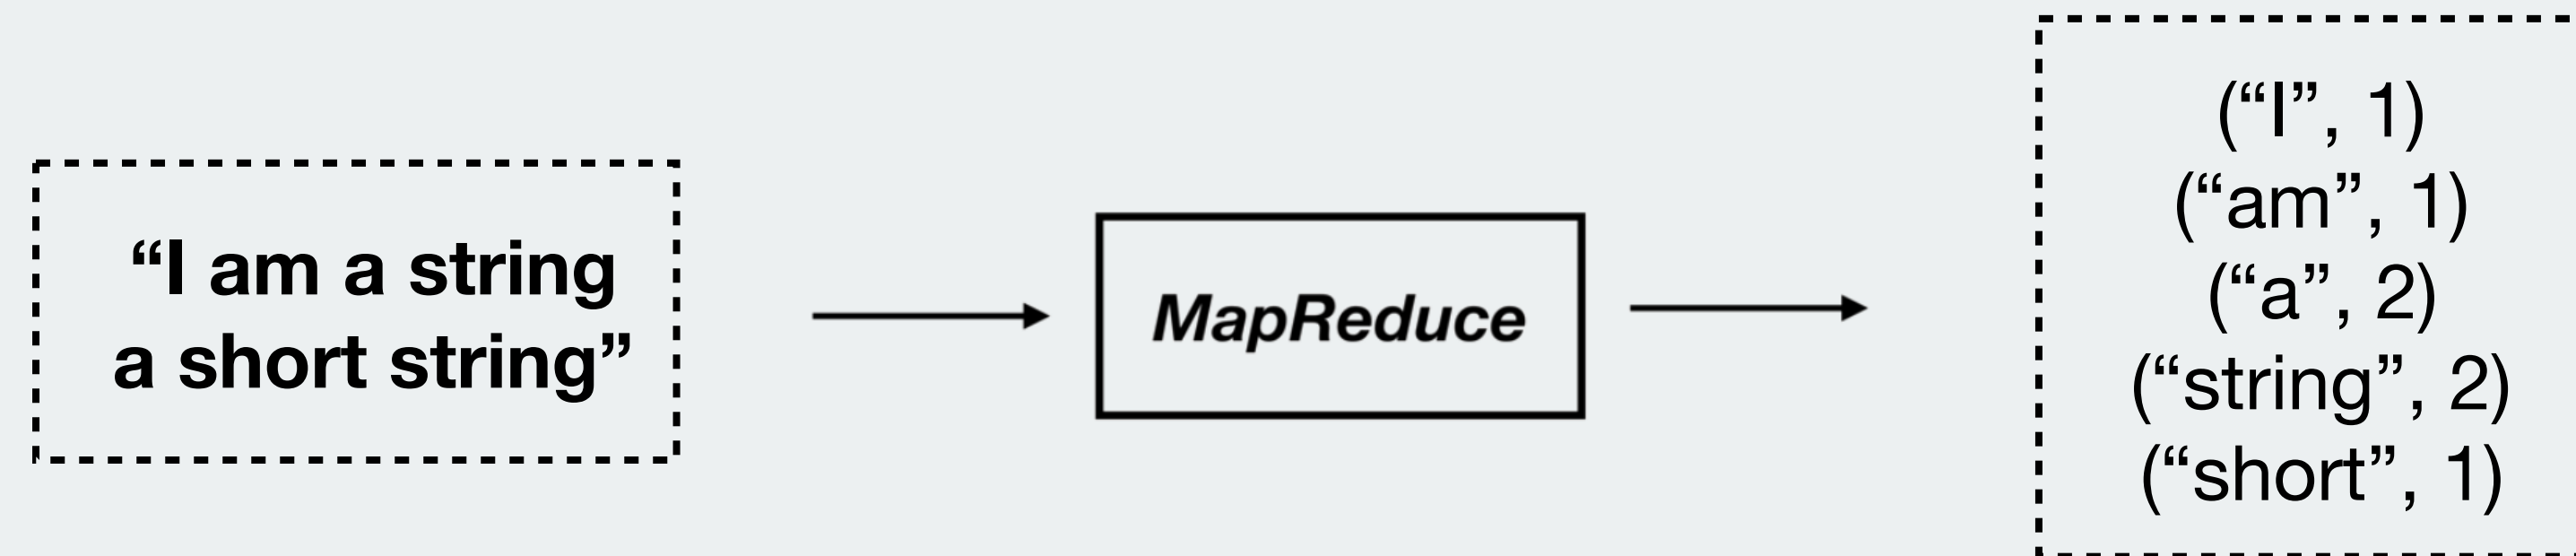 “I am a string
a short string”
MapReduce
(“I”, 1)
(“am”, 1)
(“a”, 2)
(“string”, 2)
(“short”, 1)